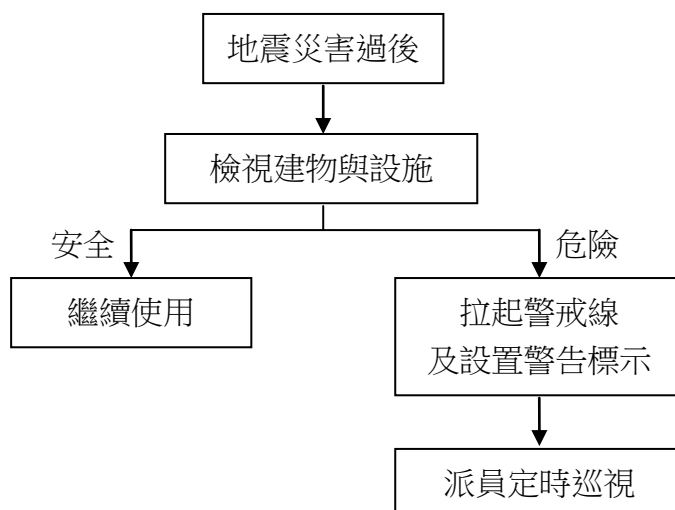 地震災害過後
檢視建物與設施
安全
危險
繼續使用
拉起警戒線
及設置警告標示
派員定時巡視